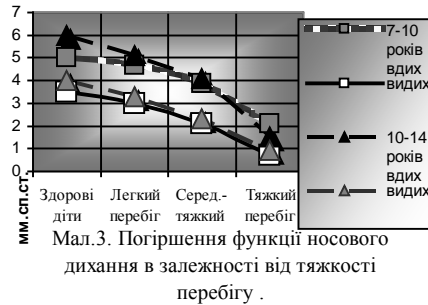 7
6
5
4
3
2
1
0
мм.сп.ст.
Здорові діти
Легкий перебіг
Серед.-тяжкий
Тяжкий перебіг
7-10 років вдих
видих
10-14 років вдих
видих
Мал.3. Погіршення функції носового
дихання в залежності від тяжкості
перебігу .